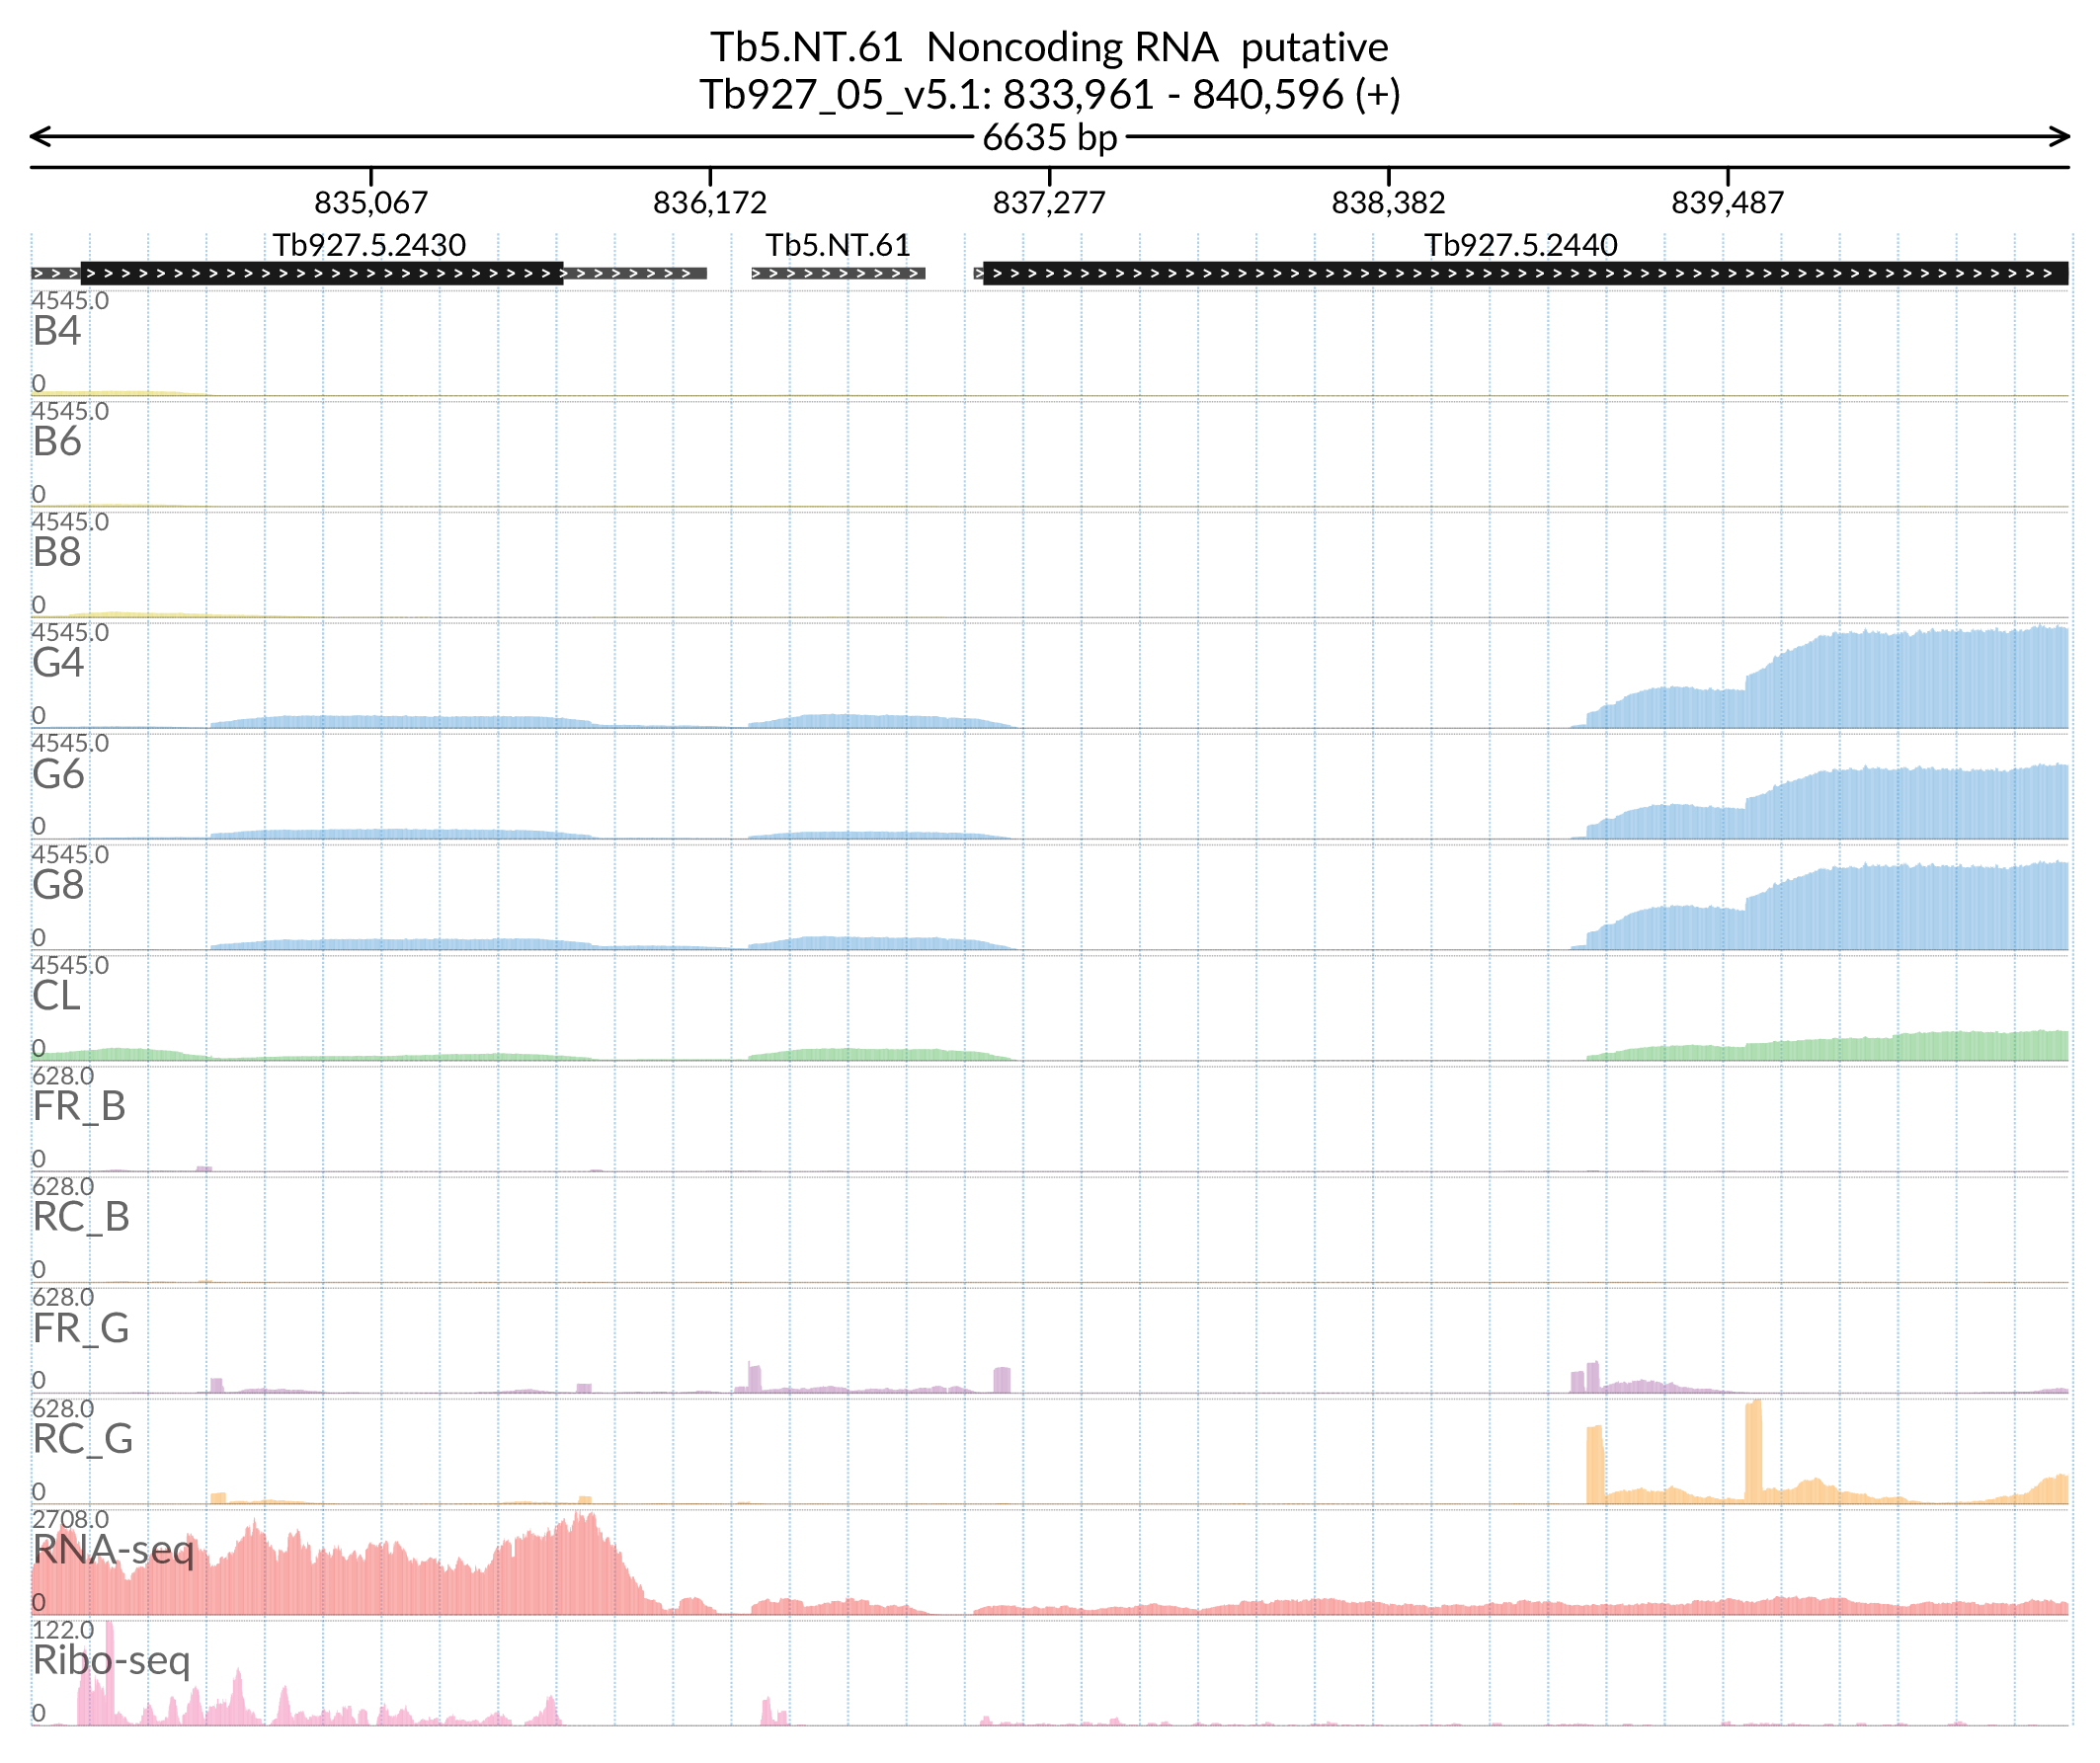 Tb5.NT.61 Noncoding RNA putative
Tb927_05_v5.1: 833,961 - 840,596 (+)
6635 bp
835,067 836,172 837,277 838,382 839,487
Tb927.5.2430 Tb5.NT.61 Tb927.5.2440
4545.0
B4
0
4545.0
B6
0
4545.0
B8
0
4545.0
G4
0
4545.0
G6
0
4545.0
G8
0
4545.0
CL
0
628.0
FR_B
0
628.0
RC_B
0
628.0
FR_G
0
628.0
RC_G
0
2708.0
RNA-seq
0
122.0
Ribo-seq
0